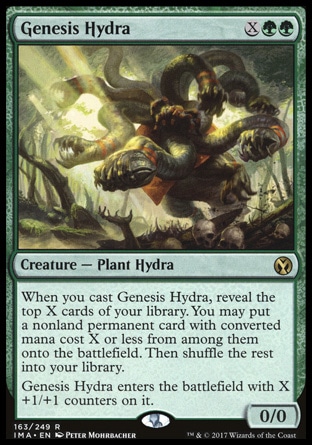 Genesis Hydra X
Creature — Plant Hydra
When you cast Genesis Hydra, reveal the
top X cards of your library. You may put
a nonland permanent card with converted
mana cost X or less from among them
onto the battlefield. Then shuffle the rest
into your library.
Genesis Hydra enters the battlefield with X
+1/+1 counters on it.
0/0
163/249 R
IMA • EN Peter Mohrbacher
™ & © 2017 Wizards of the Coast